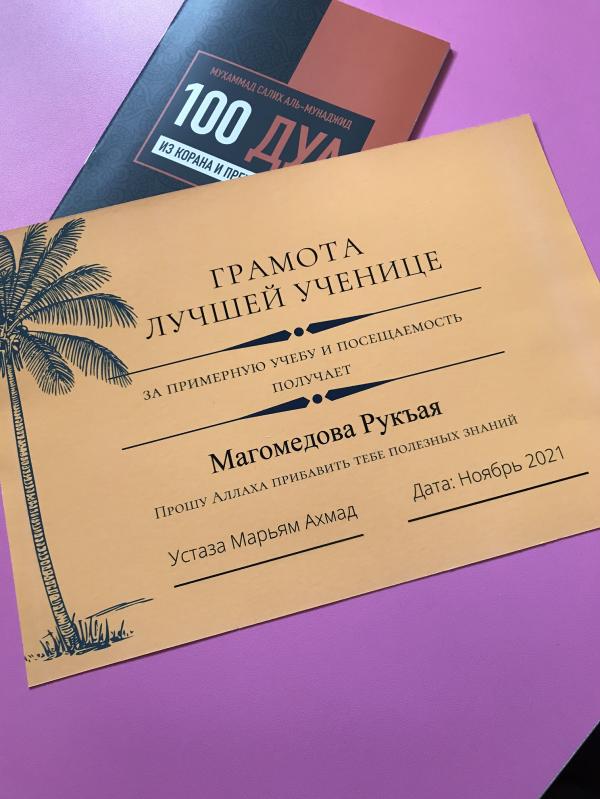 МУХАММАД САЛИХ АЛЬ-МУНАДЖИД
100 ДУА
ИЗ КОРАНА И
ГРАМОТА
ЛУЧШЕЙ УЧЕНИЦЕ
ЗА ПРИМЕРНУЮ УЧЕБУ И ПОСЕЩАЕМОСТЬ
ПОЛУЧАЕТ
Магомедова Рукъая
Прошу Аллаха прибавить тебе полезных знаний
Устаза Марьям Ахмад
Дата: Ноябрь 2021